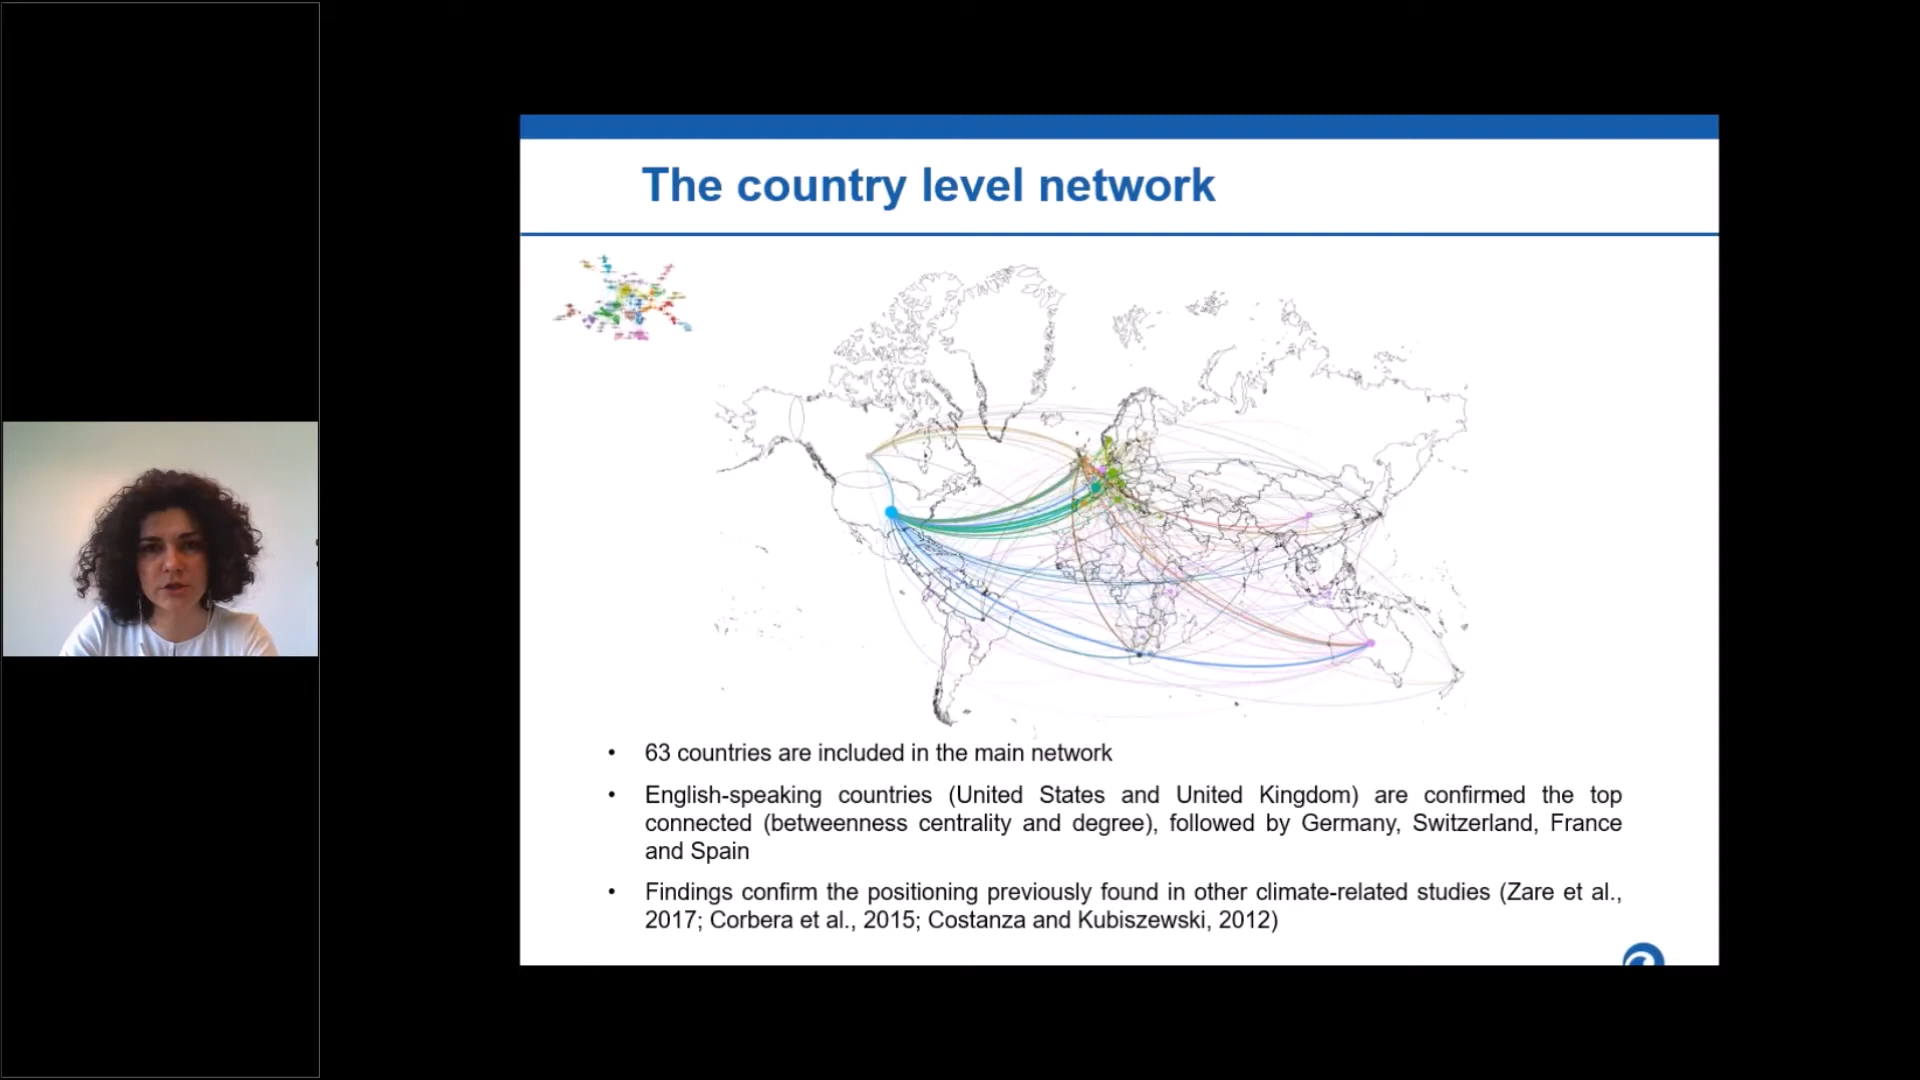 The country level network
• 63 countries are included in the main network
• English-speaking countries (United States and United Kingdom) are confirmed the top
connected (betweenness centrality and degree), followed by Germany, Switzerland, France
and Spain
• Findings confirm the positioning previously found in other climate-related studies (Zare et al.,
2017; Corbera et al., 2015; Costanza and Kubiszewski, 2012)